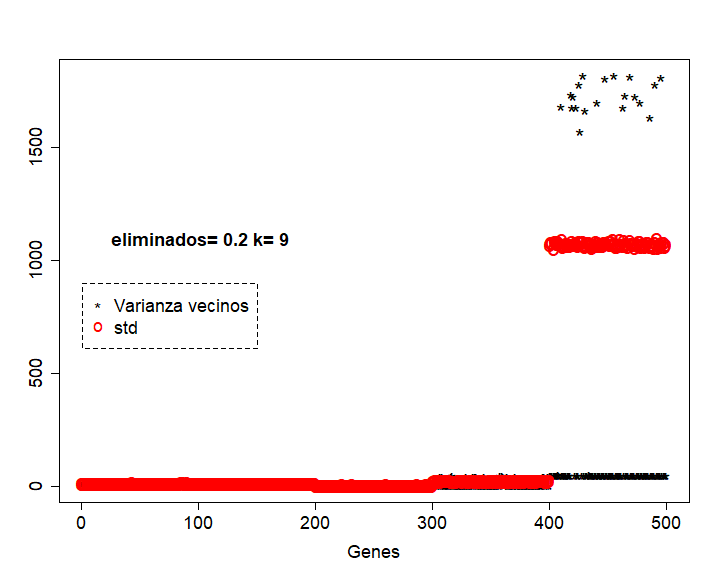 1500
1000
500
0
eliminados= 0.2 k= 9
* Varianza vecinos
o std
0 100 200 300 400 500
Genes